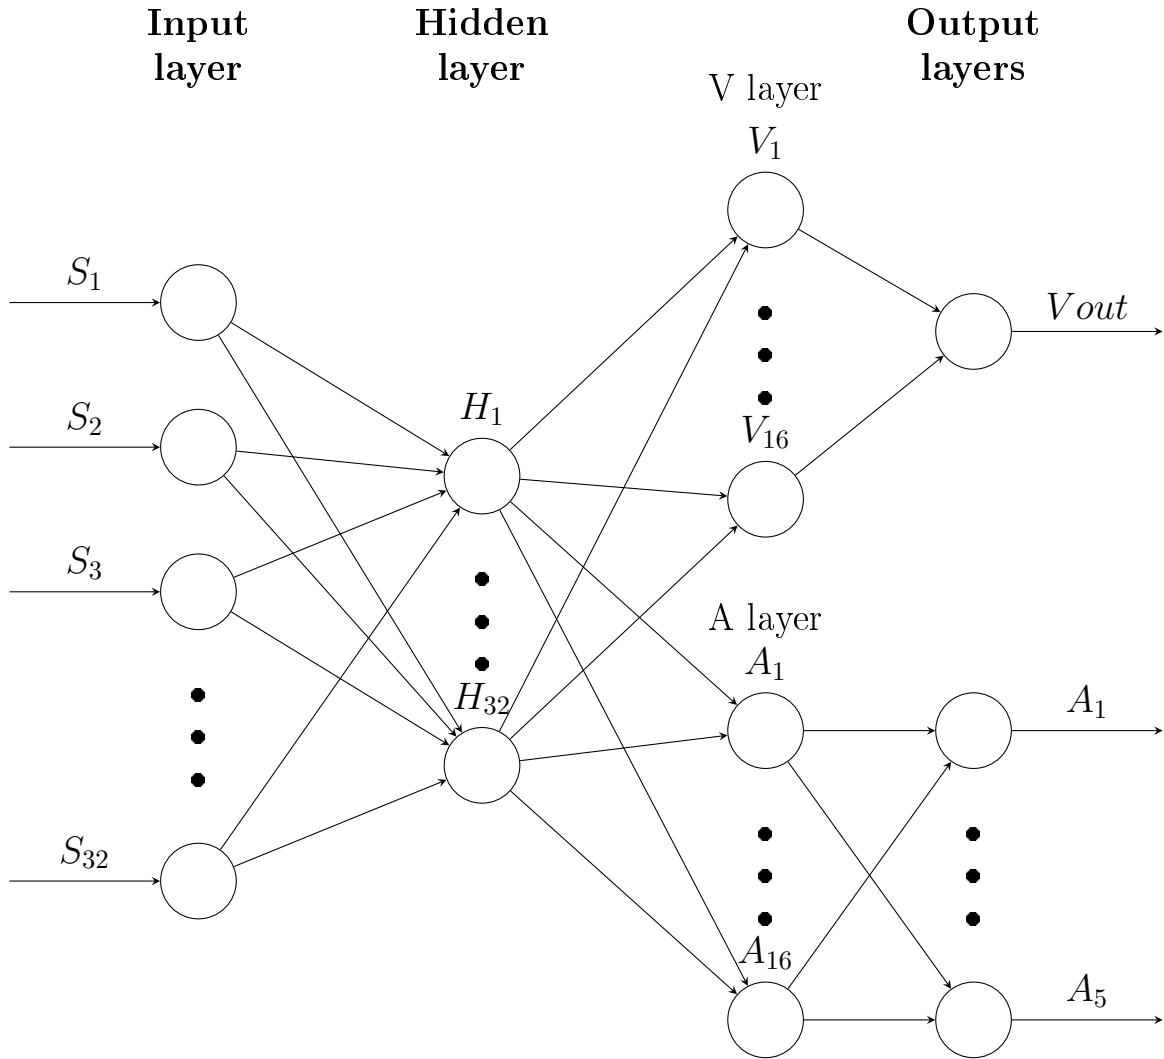 Input
layer
Hidden
layer
Output
layers
V layer
V₁
S₁
Vout
H₁
S₂
V₁₆
S₃
A layer
A₁
H₃₂
A₁
S₃₂
A₁₆
A₅